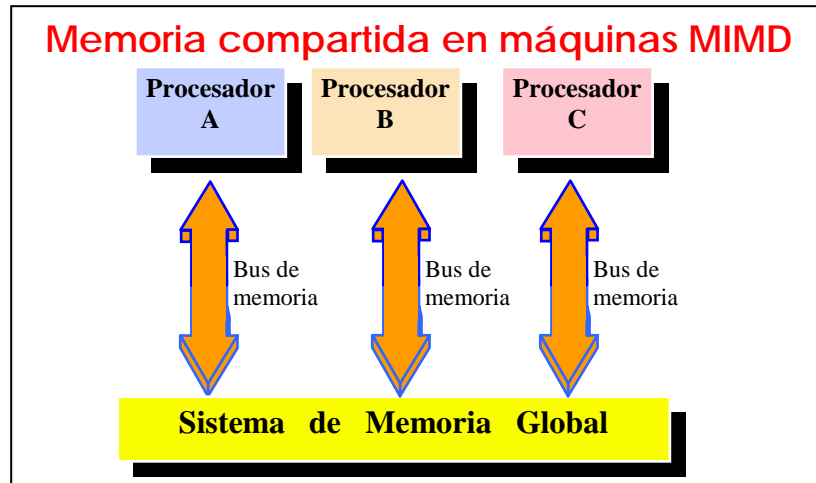 Memoria compartida en máquinas MIMD
Procesador
A
Procesador
B
Procesador
C
Bus de
memoria
Bus de
memoria
Bus de
memoria
Sistema de Memoria Global